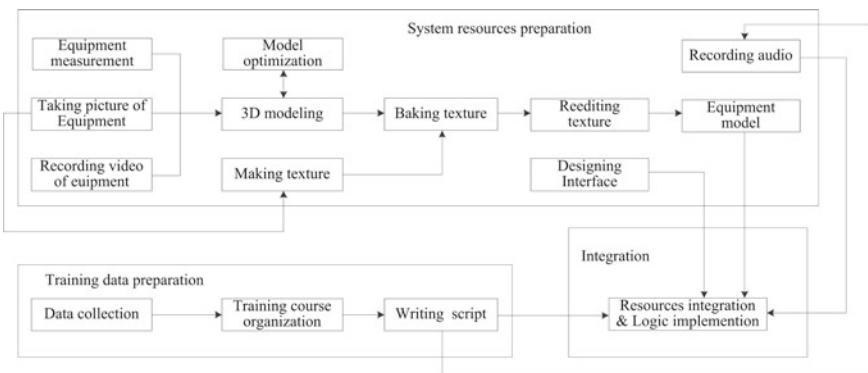 System resources preparation
Equipment
measurement
Model
optimization
Recording audio
Taking picture of
Equipment
3D modeling
Baking texture
Reediting
texture
Equipment
model
Recording video
of euipment
Making texture
Designing
Interface
Integration
Training data preparation
Data collection
Training course
organization
Writing script
Resources integration
& Logic implemention